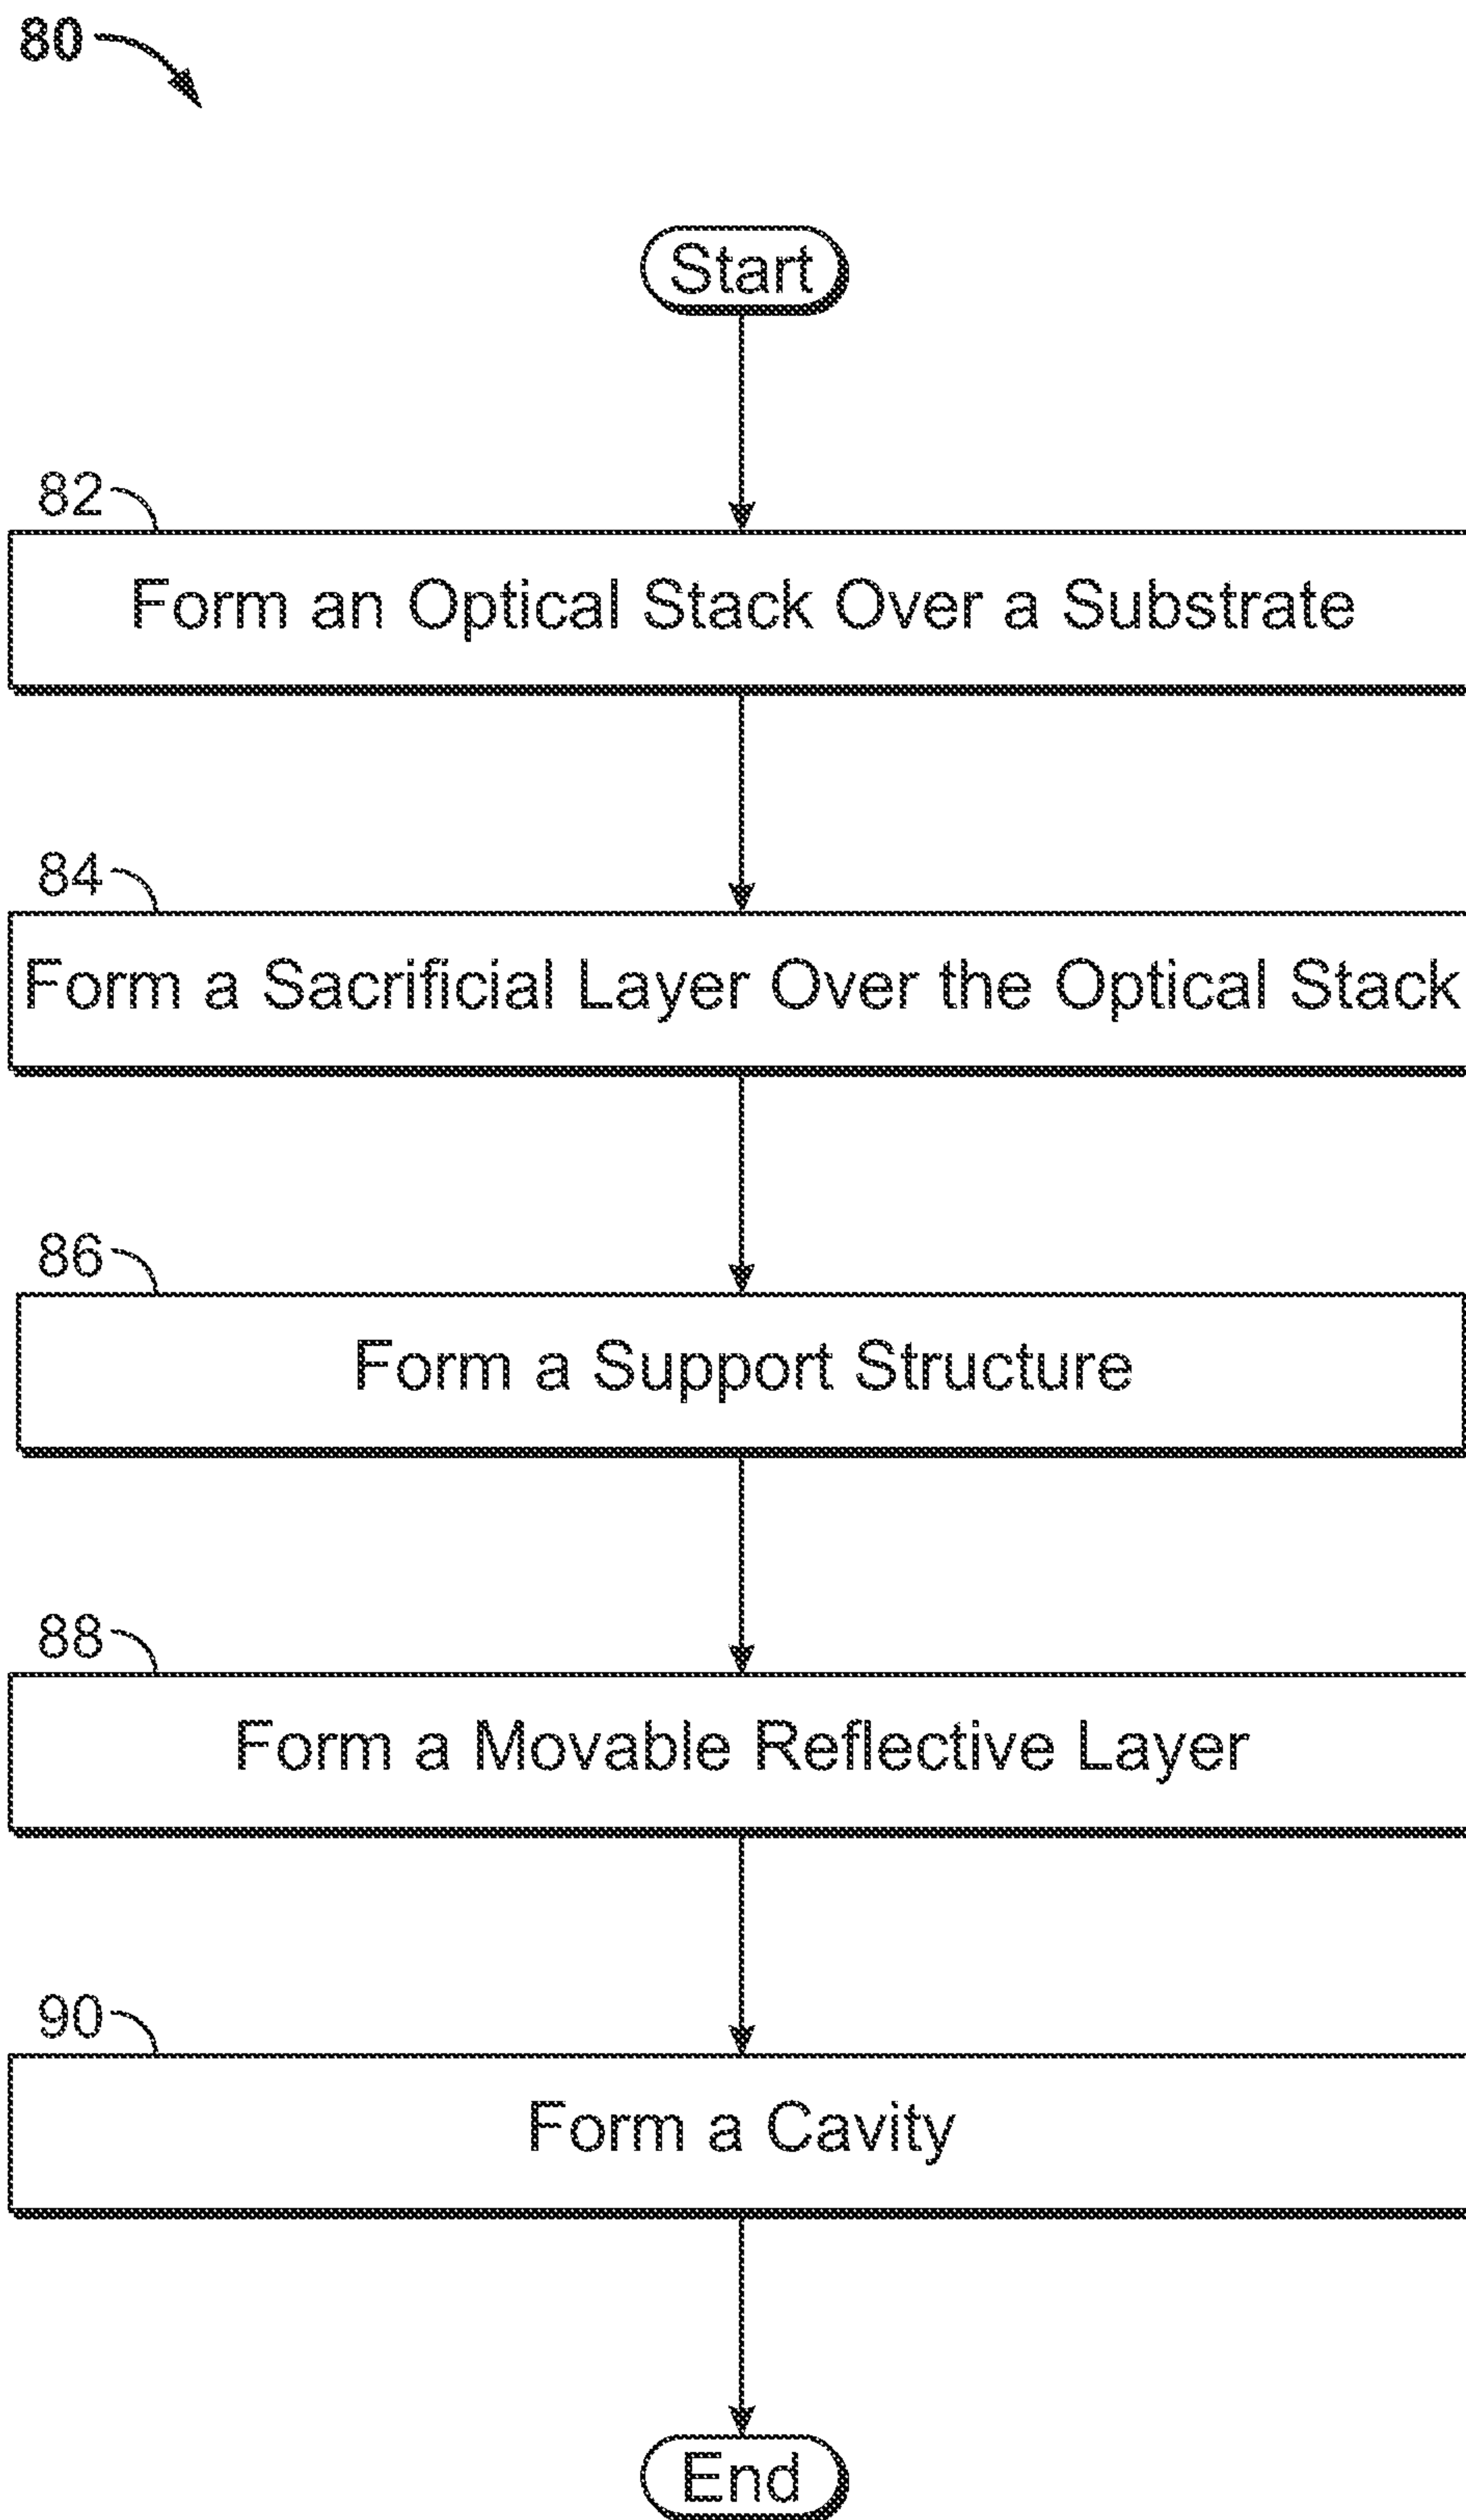 80
Start
82
Form an Optical Stack Over a Substrate
84
Form a Sacrificial Layer Over the Optical Stack
86
Form a Support Structure
88
Form a Movable Reflective Layer
90
Form a Cavity
End